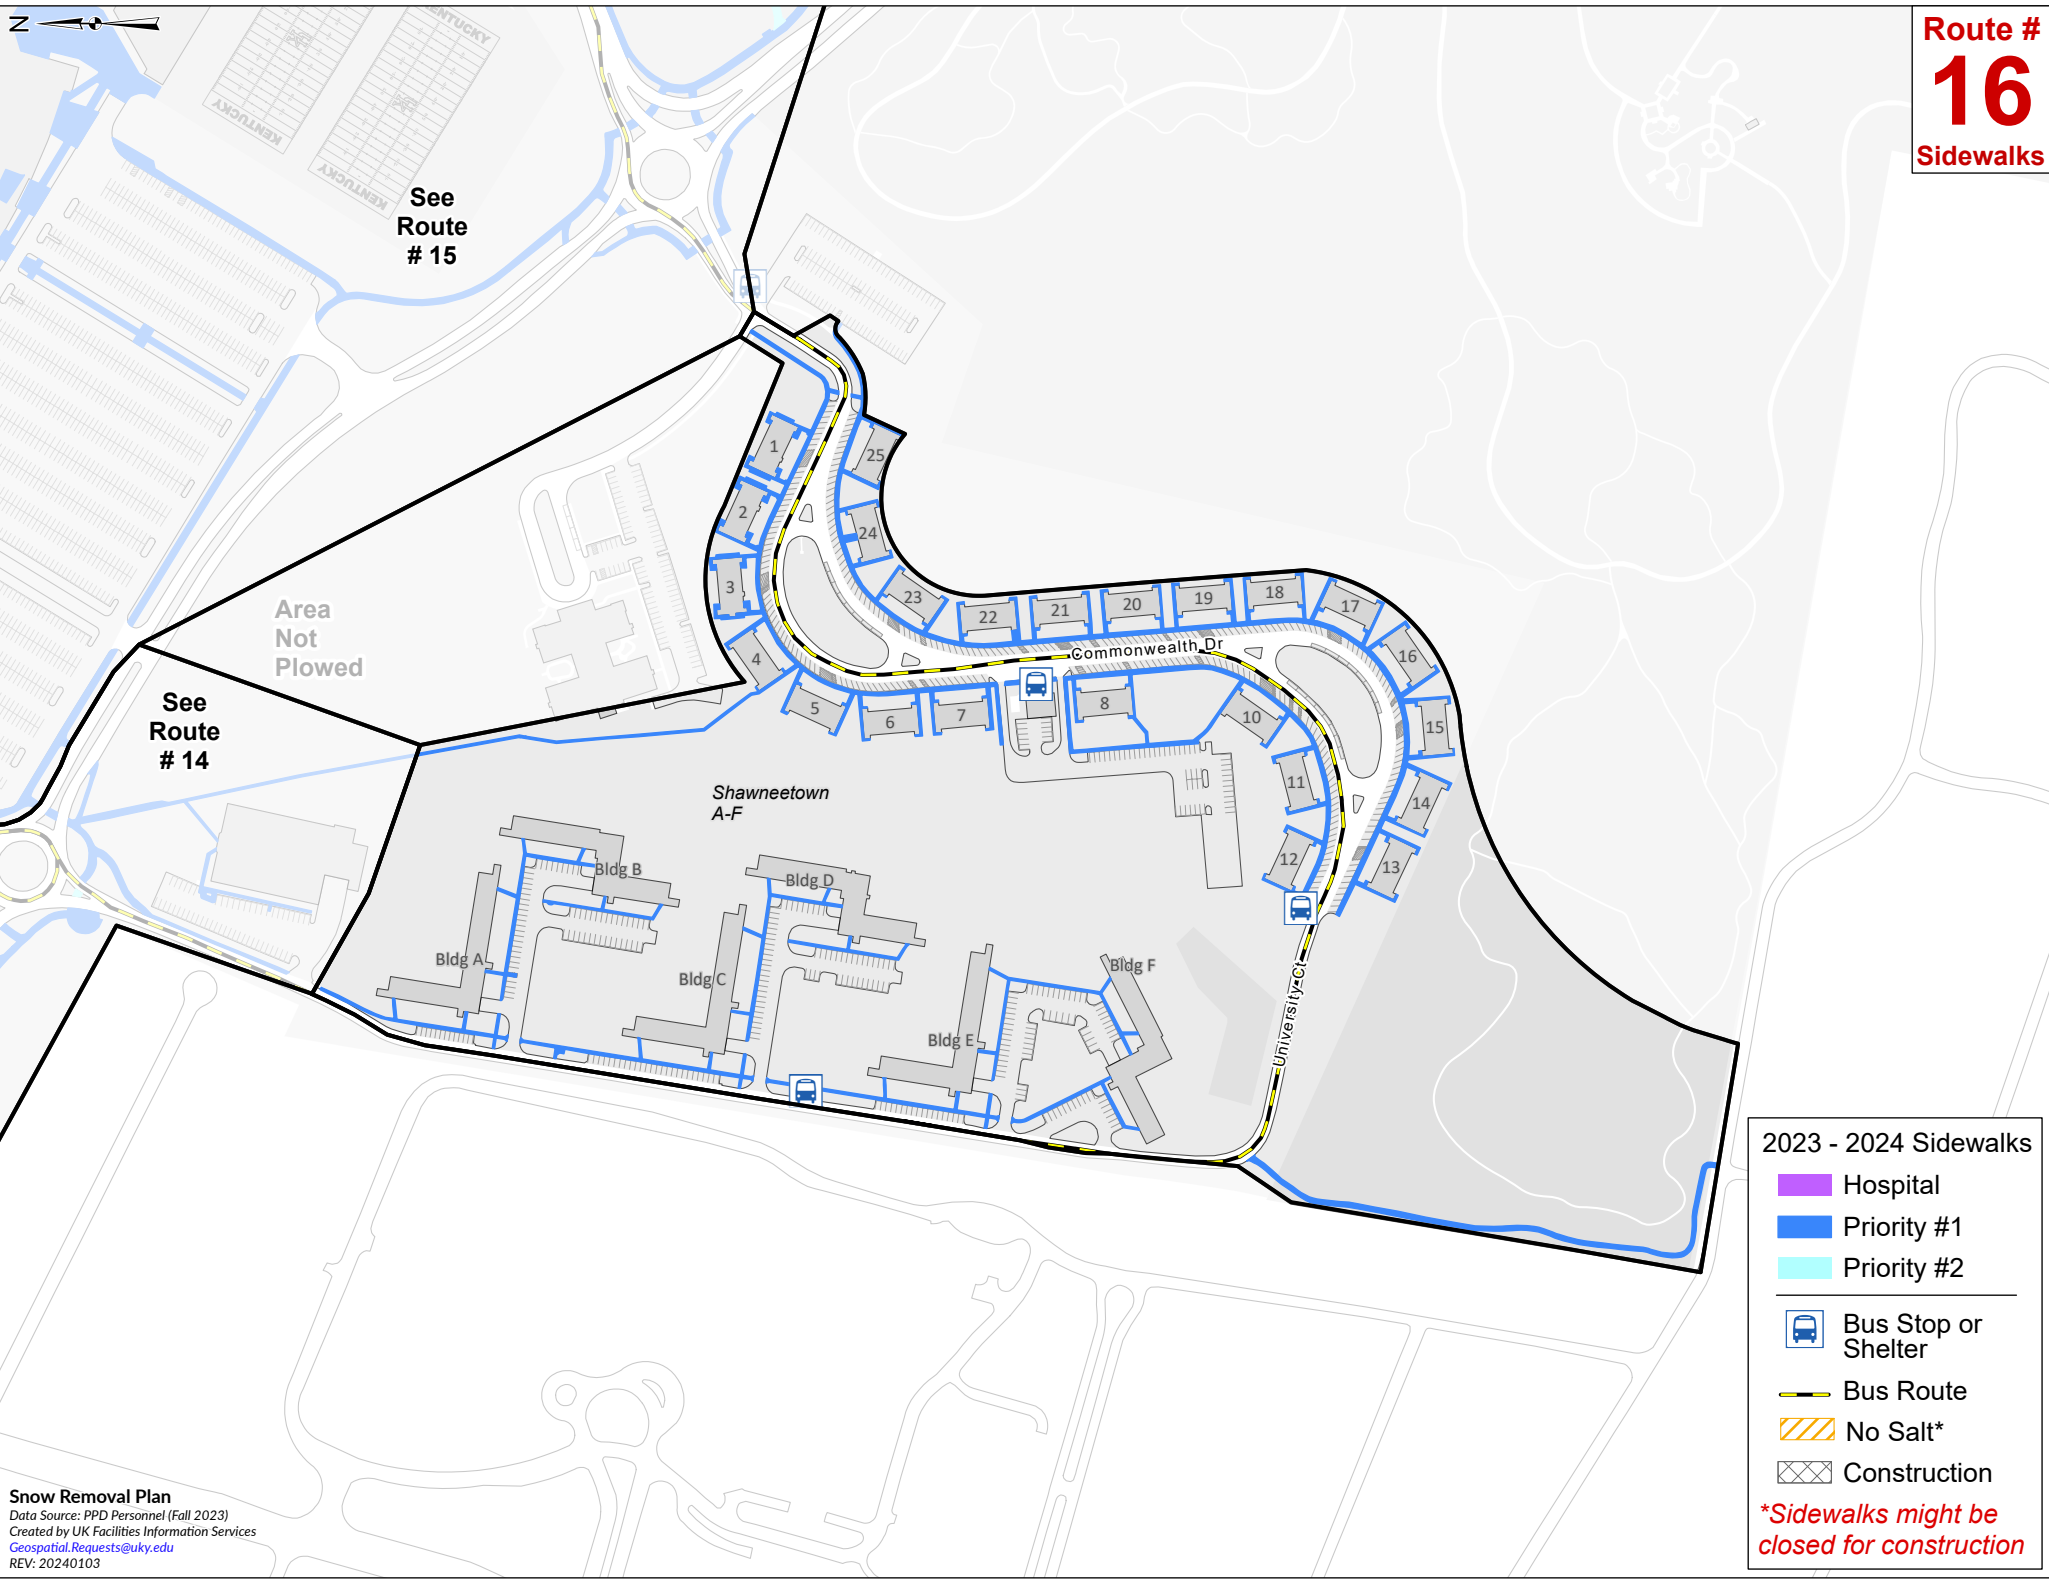 N
Route #
16
Sidewalks
KENTUCKY
KENTUCKY
KENTUCKY
KENTUCKY
See
Route
# 15
Area
Not
Plowed
See
Route
# 14
1
2
3
4
5
6
7
8
10
11
12
13
14
15
16
17
18
19
20
21
22
23
24
25
Commonwealth Dr
University Ct
Shawneetown
A-F
Bldg A
Bldg B
Bldg C
Bldg D
Bldg E
Bldg F
2023 - 2024 Sidewalks
Hospital
Priority #1
Priority #2
Bus Stop or
Shelter
Bus Route
No Salt*
Construction
*Sidewalks might be
closed for construction
Snow Removal Plan
Data Source: PPD Personnel (Fall 2023)
Created by UK Facilities Information Services
Geospatial.Requests@uky.edu
REV: 20240103